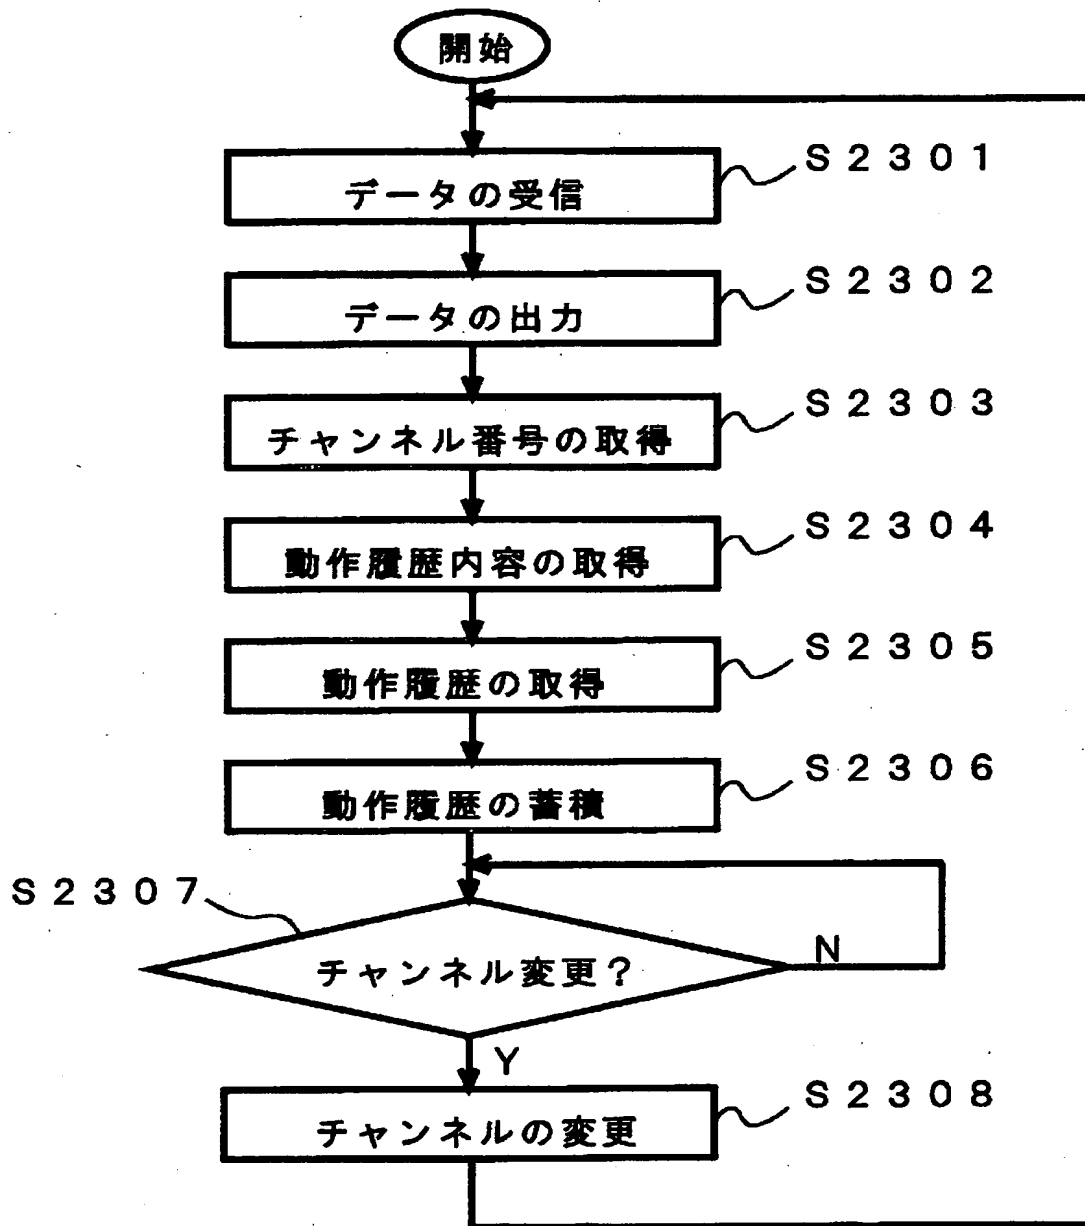 開始
データの受信
S2301
データの出力
S2302
チャンネル番号の取得
S2303
動作履歴内容の取得
S2304
動作履歴の取得
S2305
動作履歴の蓄積
S2306
S2307
チャンネル変更?
N
Y
チャンネルの変更
S2308